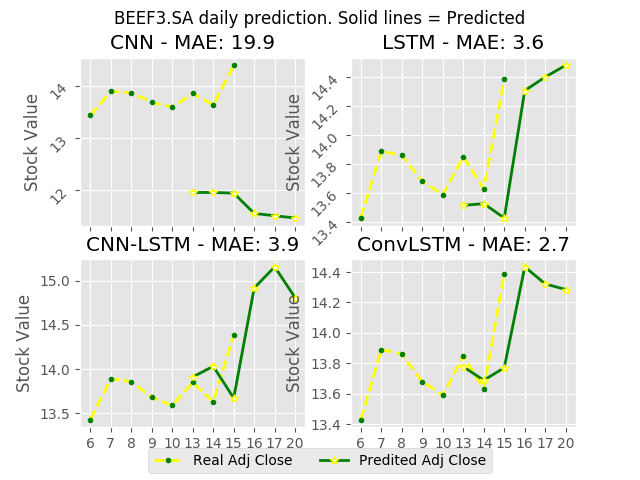 BEEF3.SA daily prediction. Solid lines = Predicted
CNN - MAE: 19.9
Stock Value
14
13
12
LSTM - MAE: 3.6
Stock Value
14.4
14.2
14.0
13.8
13.6
13.4
CNN-LSTM - MAE: 3.9
Stock Value
15.0
14.5
14.0
13.5
6 7 8 9 10 13 14 15 16 17 20
ConvLSTM - MAE: 2.7
Stock Value
14.4
14.2
14.0
13.8
13.6
13.4
6 7 8 9 10 13 14 15 16 17 20
Real Adj Close
Predited Adj Close